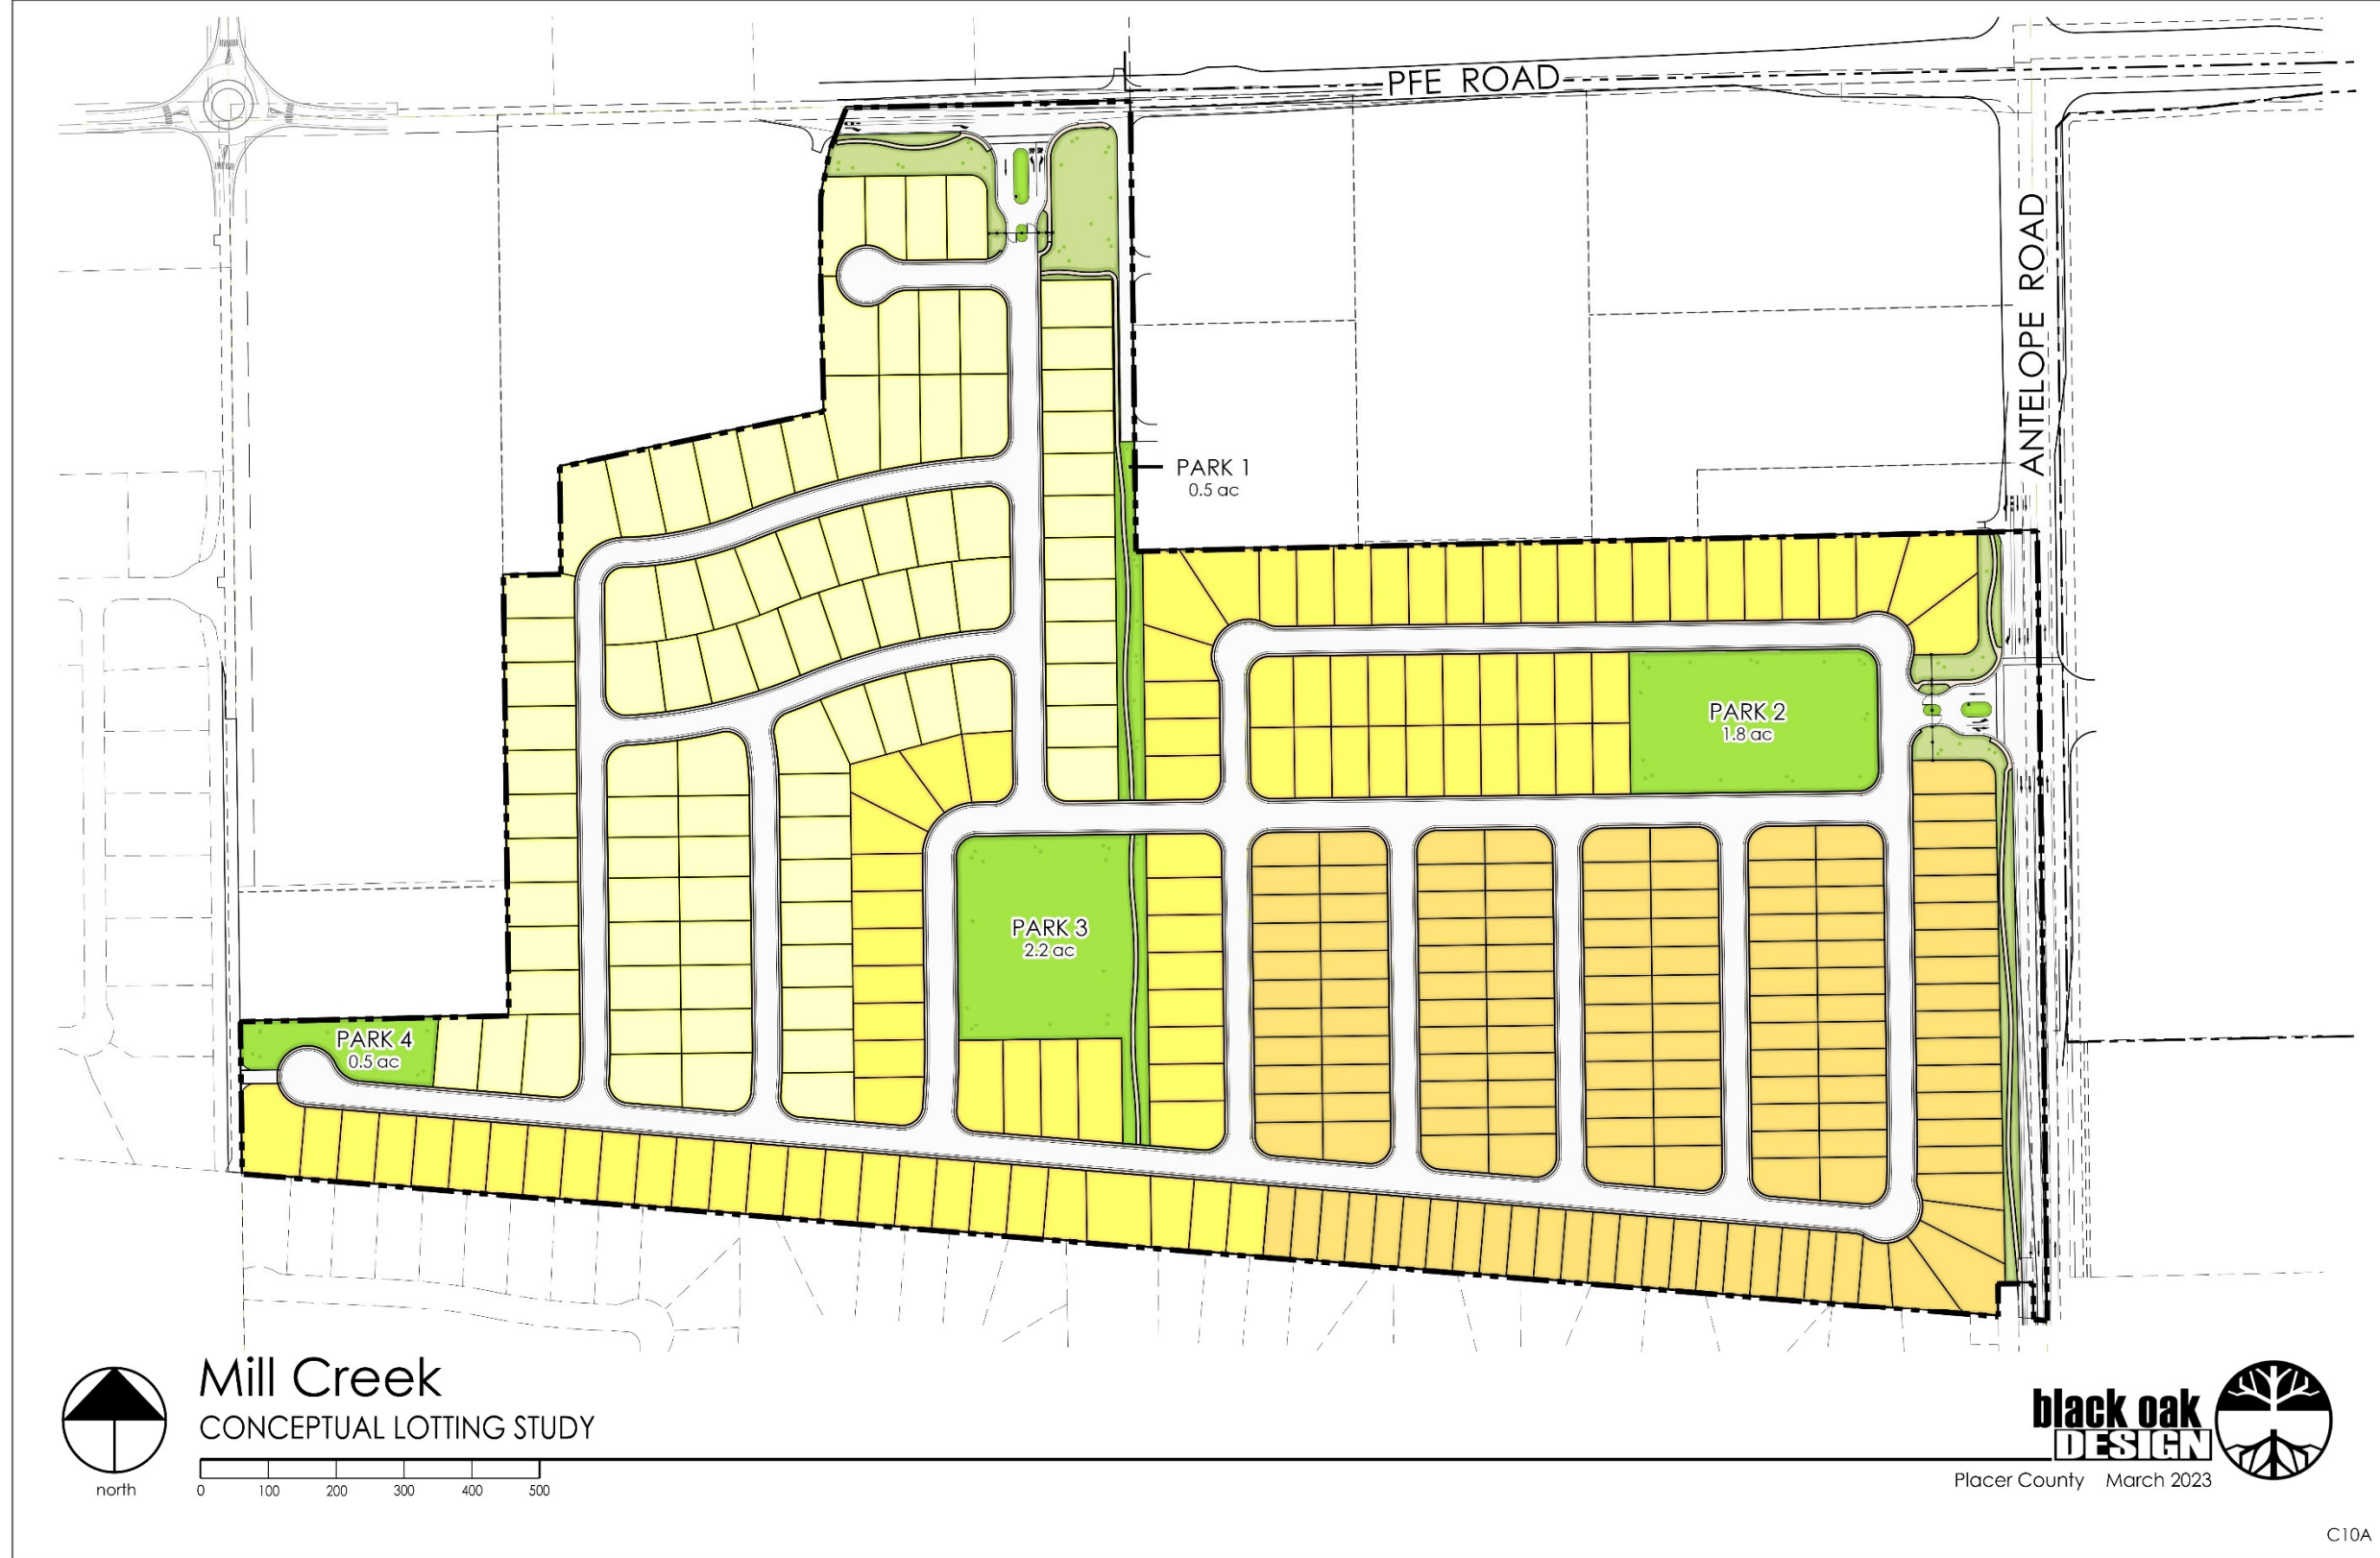 PFE ROAD
ANTELOPE ROAD
PARK 1
0.5 ac
PARK 2
1.8 ac
PARK 3
2.2 ac
PARK 4
0.5 ac
Mill Creek
CONCEPTUAL LOTTING STUDY
north
0 100 200 300 400 500
black oak
DESIGN
Placer County March 2023
C10A